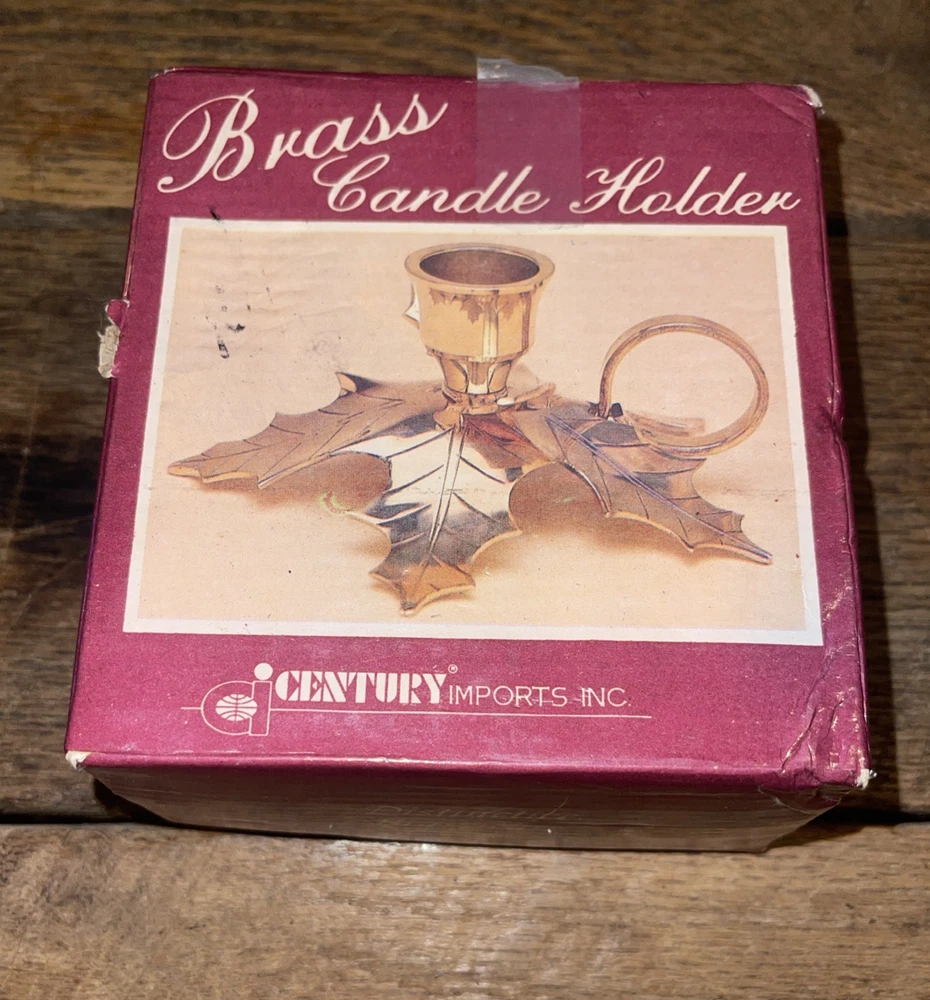 Brass
Candle Holder
CENTURY® IMPORTS INC.